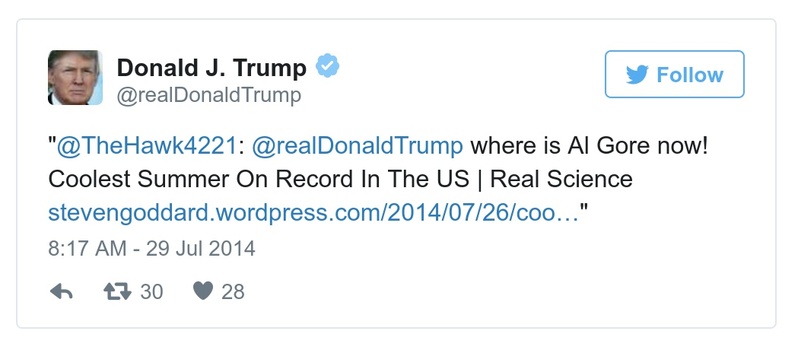 Donald J. Trump
@realDonaldTrump
Follow
"@TheHawk4221: @realDonaldTrump where is Al Gore now!
Coolest Summer On Record In The US | Real Science
stevengoddard.wordpress.com/2014/07/26/coo…"
8:17 AM - 29 Jul 2014
30 28